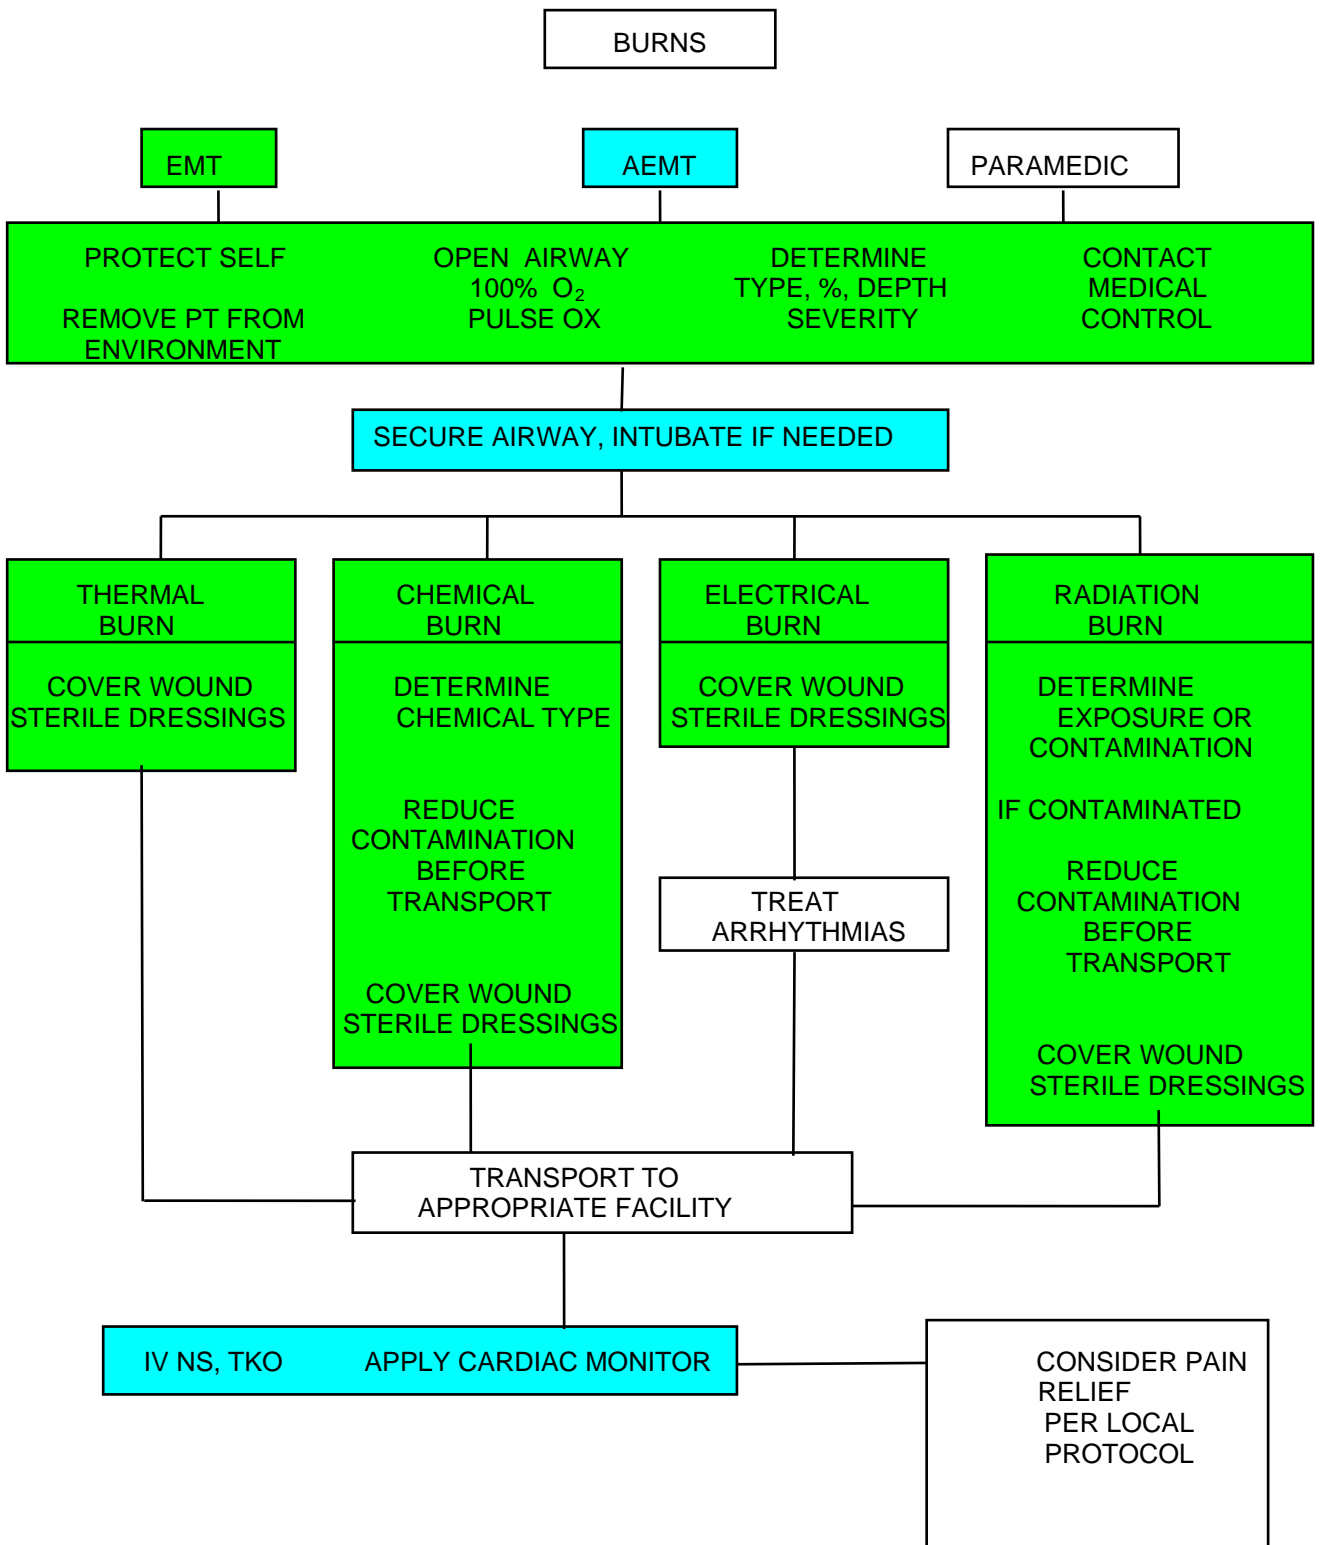 BURNS
EMT
AEMT
PARAMEDIC
PROTECT SELF
REMOVE PT FROM
ENVIRONMENT
OPEN AIRWAY
100% O₂
PULSE OX
DETERMINE
TYPE, %, DEPTH
SEVERITY
CONTACT
MEDICAL
CONTROL
SECURE AIRWAY, INTUBATE IF NEEDED
THERMAL
BURN
COVER WOUND
STERILE DRESSINGS
CHEMICAL
BURN
DETERMINE
CHEMICAL TYPE
REDUCE
CONTAMINATION
BEFORE
TRANSPORT
COVER WOUND
STERILE DRESSINGS
ELECTRICAL
BURN
COVER WOUND
STERILE DRESSINGS
TREAT
ARRHYTHMIAS
RADIATION
BURN
DETERMINE
EXPOSURE OR
CONTAMINATION
IF CONTAMINATED
REDUCE
CONTAMINATION
BEFORE
TRANSPORT
COVER WOUND
STERILE DRESSINGS
TRANSPORT TO
APPROPRIATE FACILITY
IV NS, TKO
APPLY CARDIAC MONITOR
CONSIDER PAIN
RELIEF
PER LOCAL
PROTOCOL